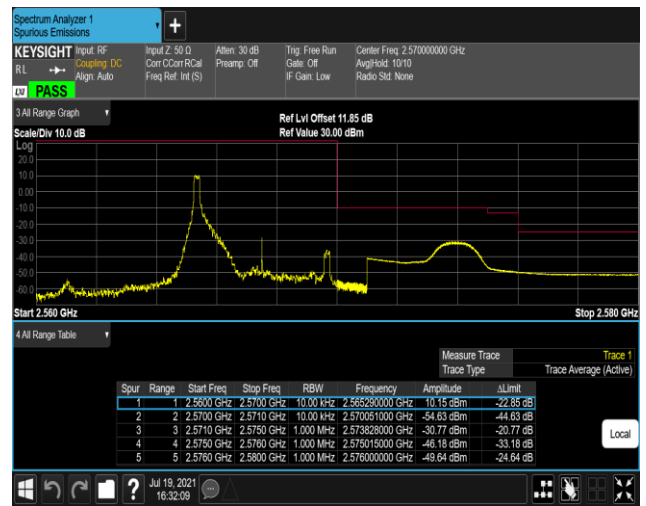 Spectrum Analyzer 1
Spurious Emissions
+
KEYSIGHT Input: RF Input Z: 50 Ω Atten: 30 dB Trig: Free Run Center Freq: 2.570000000 GHz
RL Coupling: DC Corr CCorr RCal Preamp: Off Gate: Off Avg|Hold: 10/10
Align: Auto Freq Ref: Int (S) IF Gain: Low Radio Std: None
LXI PASS
3 All Range Graph
Ref Lvl Offset 11.85 dB
Scale/Div 10.0 dB Ref Value 30.00 dBm
Log
20.0
10.0
0.00
-10.0
-20.0
-30.0
-40.0
-50.0
-60.0
Start 2.560 GHz Stop 2.580 GHz
4 All Range Table
Measure Trace Trace 1
Trace Type Trace Average (Active)
Spur Range Start Freq Stop Freq RBW Frequency Amplitude ΔLimit
1 1 2.5600 GHz 2.5700 GHz 10.00 kHz 2.565290000 GHz 10.15 dBm -22.85 dB
2 2 2.5700 GHz 2.5710 GHz 10.00 kHz 2.570051000 GHz -54.63 dBm -44.63 dB
3 3 2.5710 GHz 2.5750 GHz 1.000 MHz 2.573828000 GHz -30.77 dBm -20.77 dB
4 4 2.5750 GHz 2.5760 GHz 1.000 MHz 2.575015000 GHz -46.18 dBm -33.18 dB
5 5 2.5760 GHz 2.5800 GHz 1.000 MHz 2.576000000 GHz -49.64 dBm -24.64 dB
Local
? Jul 19, 2021
16:32:09